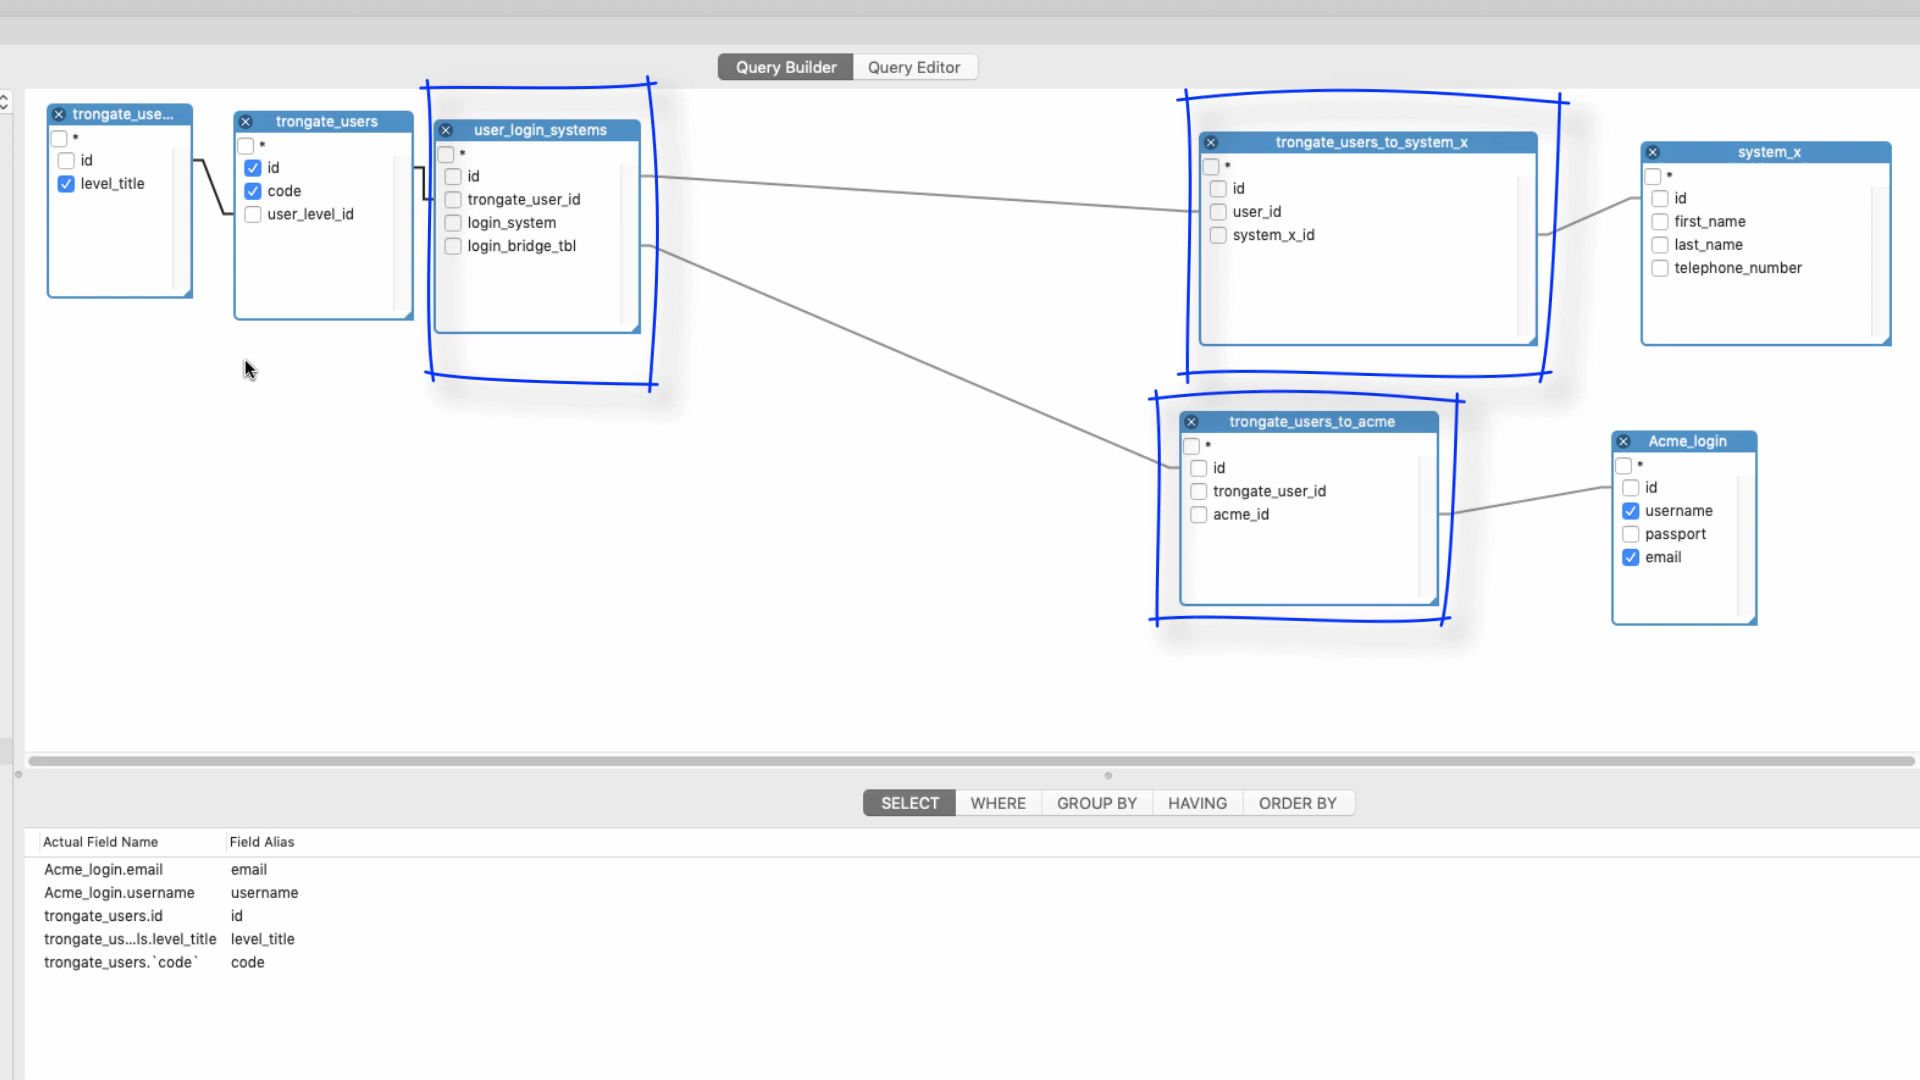 Query Builder
Query Editor
trongate_use...
*
id
level_title
trongate_users
*
id
code
user_level_id
user_login_systems
*
id
trongate_user_id
login_system
login_bridge_tbl
trongate_users_to_system_x
*
id
user_id
system_x_id
system_x
*
id
first_name
last_name
telephone_number
trongate_users_to_acme
*
id
trongate_user_id
acme_id
Acme_login
*
id
username
passport
email
SELECT WHERE GROUP BY HAVING ORDER BY
Actual Field Name Field Alias
Acme_login.email email
Acme_login.username username
trongate_users.id id
trongate_us...ls.level_title level_title
trongate_users.`code` code